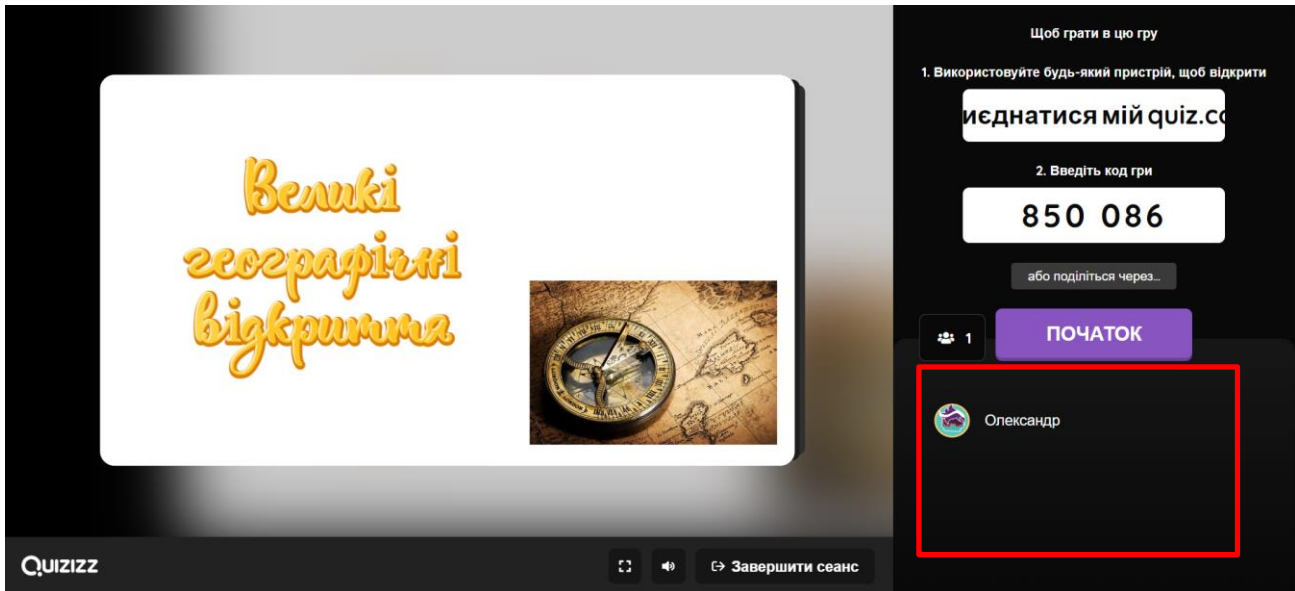 Великі
географічні
відкриття
QUIZIZZ
Завершити сеанс
Щоб грати в цю гру
1. Використовуйте будь-який пристрій, щоб відкрити
иєднатися мій quiz.co
2. Введіть код гри
850 086
або поділіться через...
1
ПОЧАТОК
Олександр